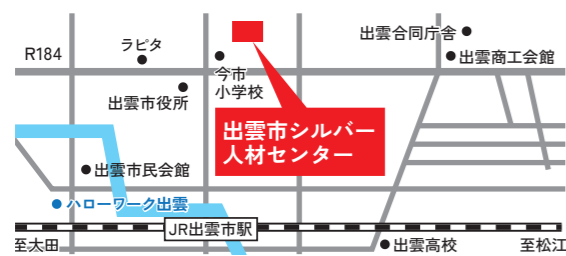 出雲合同庁舎
ラピタ
R184
出雲商工会館
今市
小学校
出雲市役所
出雲市シルバー
人材センター
出雲市民会館
ハローワーク出雲
JR出雲市駅
至太田
出雲高校
至松江